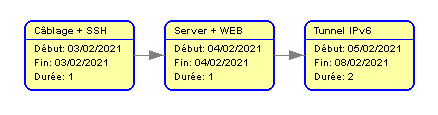 Câblage + SSH
Début: 03/02/2021
Fin: 03/02/2021
Durée: 1
Server + WEB
Début: 04/02/2021
Fin: 04/02/2021
Durée: 1
Tunnel IPv6
Début: 05/02/2021
Fin: 08/02/2021
Durée: 2